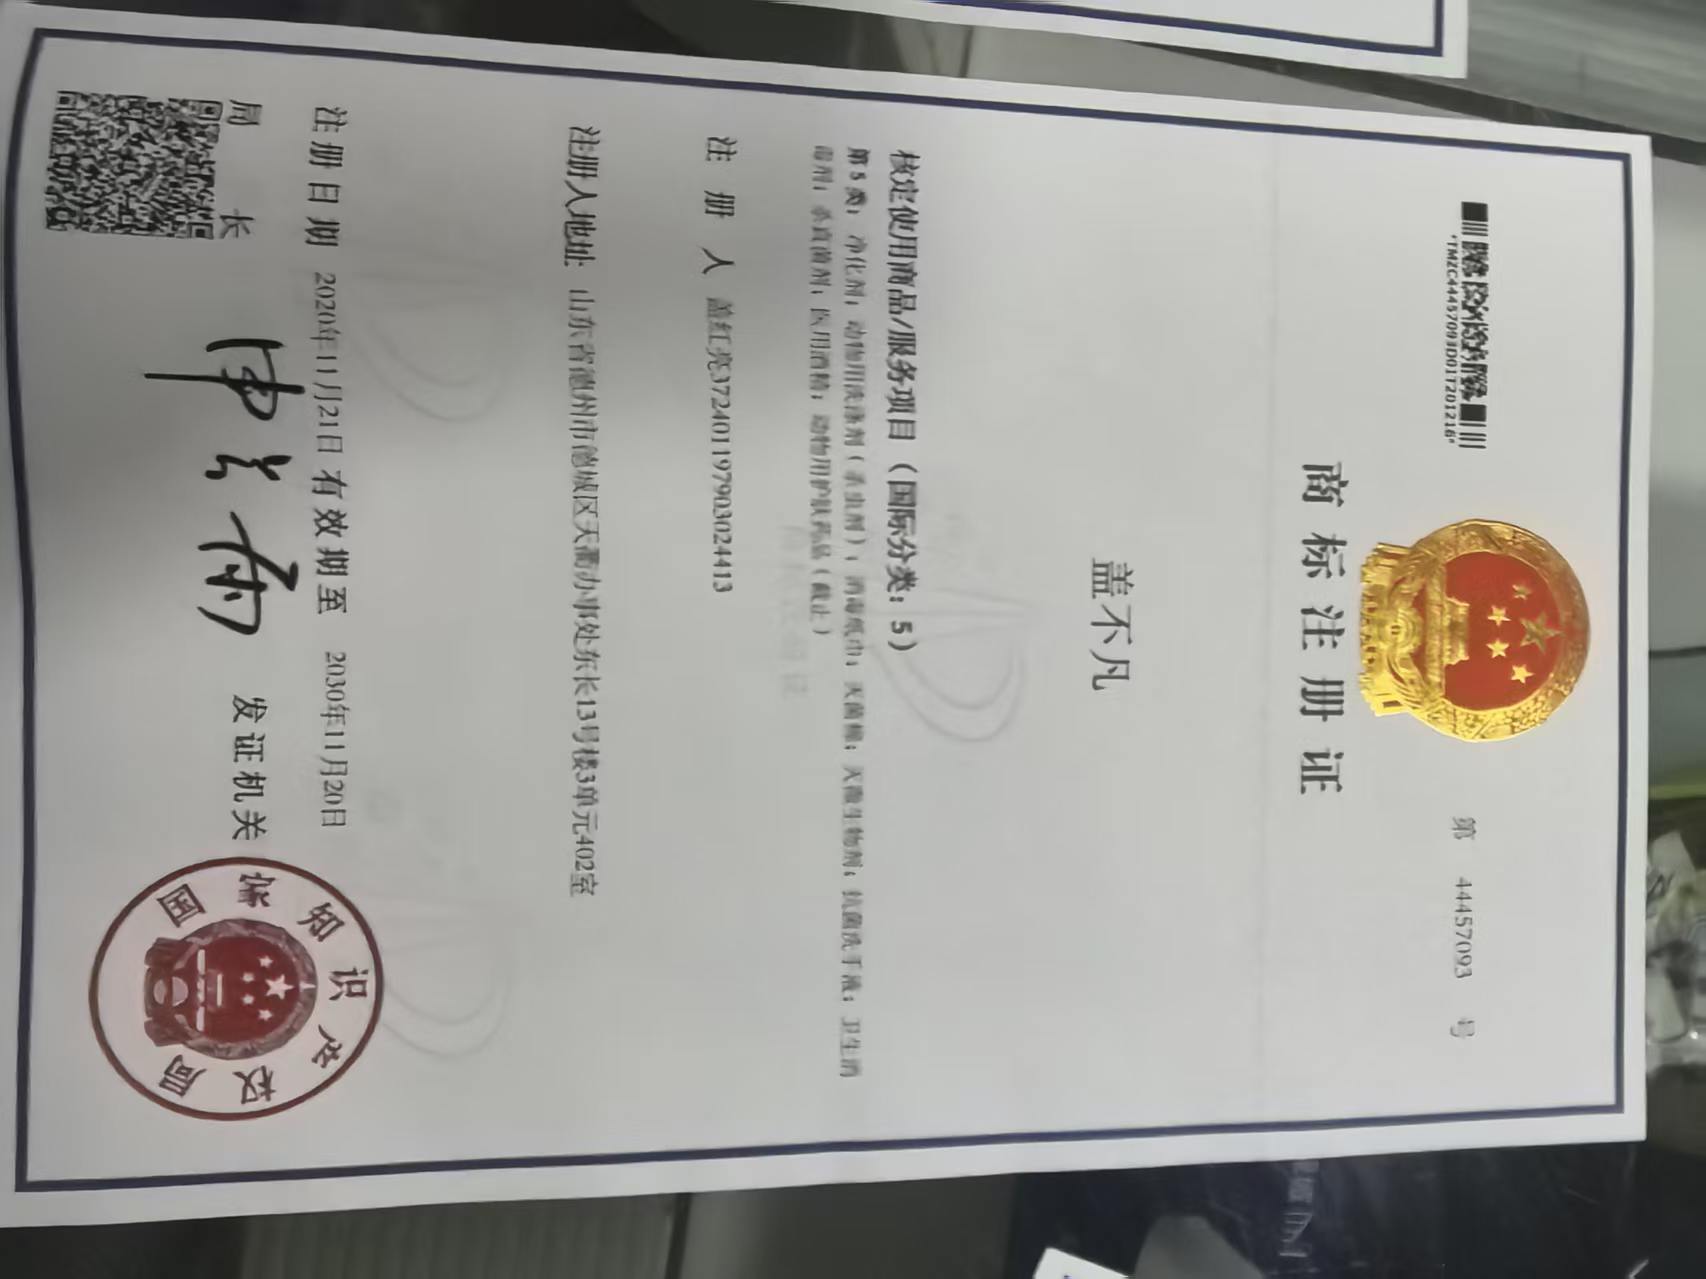 *TMZC44457093D01T201216*
第 44457093 号
商标注册证
盖不凡
核定使用商品/服务项目（国际分类：5）
第5类：净化剂；动物用洗涤剂（杀虫剂）；消毒纸巾；灭菌棉；灭微生物剂；抗菌洗手液；卫生消
毒剂；杀真菌剂；医用酒精；动物用护肤药品（截止）
注册人 盖红亮372401197903024413
注册人地址 山东省德州市德城区天衢办事处东长13号楼3单元402室
注册日期 2020年11月21日 有效期至 2030年11月20日
局长 申长雨 发证机关
国家知识产权局